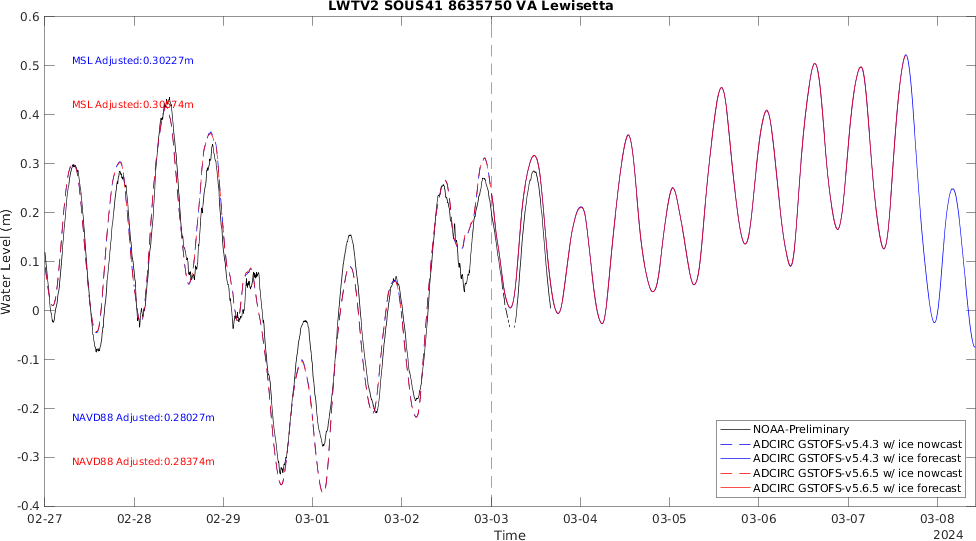 LWTV2 SOUS41 8635750 VA Lewisetta
0.6
0.5
0.4
0.3
0.2
0.1
0
-0.1
-0.2
-0.3
-0.4
Water Level (m)
MSL Adjusted:0.30227m
MSL Adjusted:0.30574m
NAVD88 Adjusted:0.28027m
NAVD88 Adjusted:0.28374m
NOAA-Preliminary
ADCIRC GSTOFS-v5.4.3 w/ ice nowcast
ADCIRC GSTOFS-v5.4.3 w/ ice forecast
ADCIRC GSTOFS-v5.6.5 w/ ice nowcast
ADCIRC GSTOFS-v5.6.5 w/ ice forecast
02-27 02-28 02-29 03-01 03-02 03-03 03-04 03-05 03-06 03-07 03-08
Time
2024